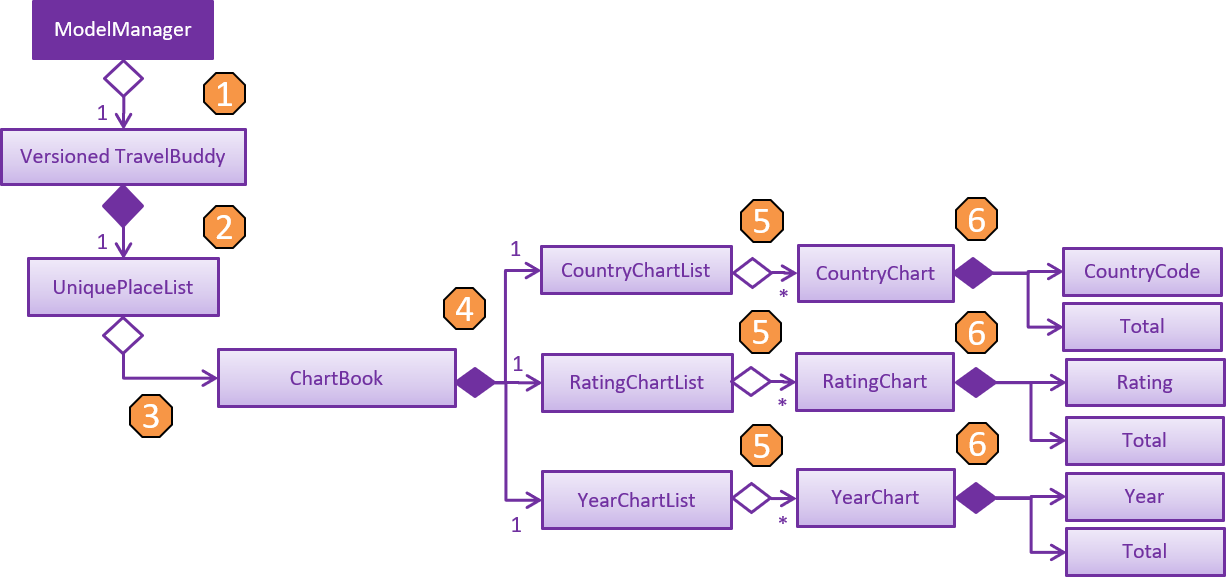 ModelManager
1
1
Versioned TravelBuddy
2
1
UniquePlaceList
3
ChartBook
4
1
CountryChartList
5
*
CountryChart
6
CountryCode
Total
1
RatingChartList
5
*
RatingChart
6
Rating
Total
1
YearChartList
5
*
YearChart
6
Year
Total